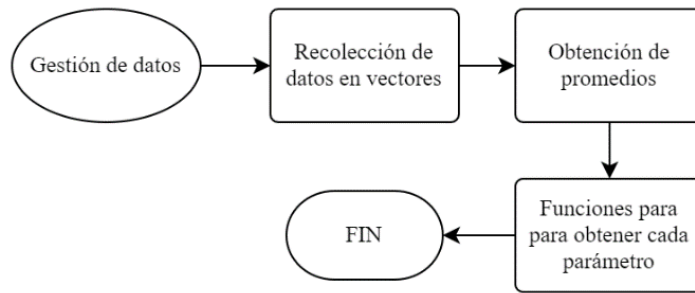 Gestión de datos
Recolección de
datos en vectores
Obtención de
promedios
Funciones para
para obtener cada
parámetro
FIN